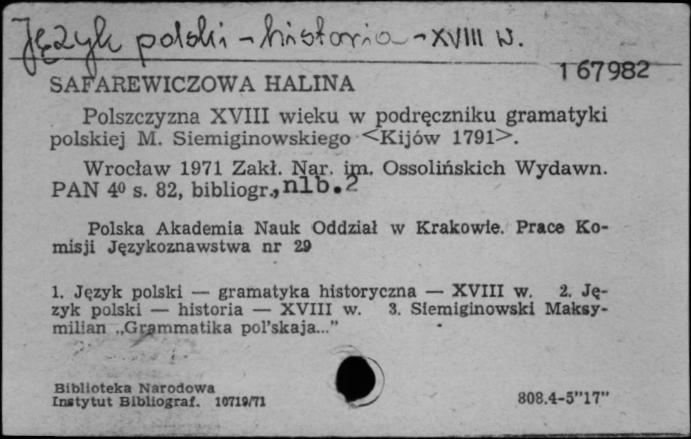 Język polski - historia - XVIII w.
167982
SAFAREWICZOWA HALINA
Polszczyzna XVIII wieku w podręczniku gramatyki
polskiej M. Siemiginowskiego <Kijów 1791>.
Wrocław 1971 Zakł. Nar. im. Ossolińskich Wydawn.
PAN 4⁰ s. 82, bibliogr., nlb.2
Polska Akademia Nauk Oddział w Krakowie. Prace Ko-
misji Językoznawstwa nr 29
1. Język polski — gramatyka historyczna — XVIII w. 2. Ję-
zyk polski — historia — XVIII w. 3. Siemiginowski Maksy-
milian „Grammatika pol'skaja..."
Biblioteka Narodowa
Instytut Bibliograf. 10719/71
808.4-5"17"